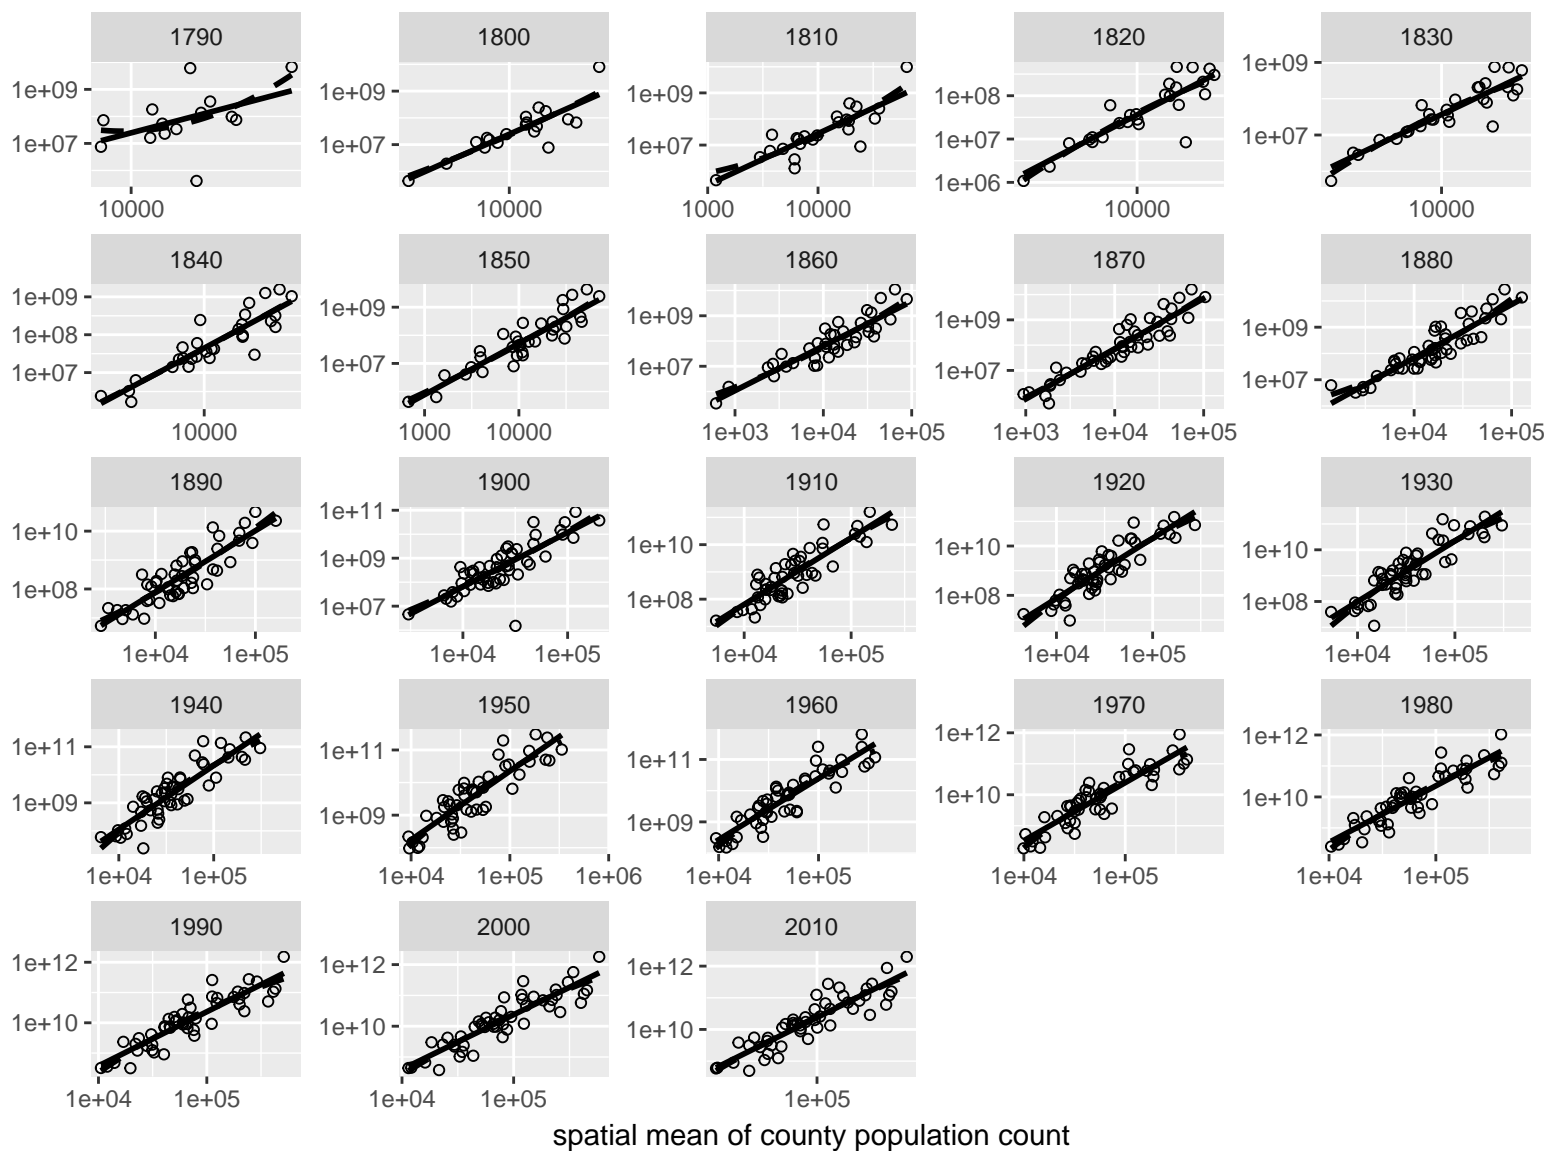 1790 1800 1810 1820 1830
1e+09 1e+07 10000
1e+09 1e+07 10000
1e+09 1e+07 1000 10000
1e+08 1e+07 1e+06 10000
1e+09 1e+07 10000
1840 1850 1860 1870 1880
1e+09 1e+08 1e+07 10000
1e+09 1e+07 1000 10000
1e+09 1e+07 1e+03 1e+04 1e+05
1e+09 1e+07 1e+03 1e+04 1e+05
1e+09 1e+07 1e+04 1e+05
1890 1900 1910 1920 1930
1e+10 1e+08 1e+04 1e+05
1e+11 1e+09 1e+07 1e+04 1e+05
1e+10 1e+08 1e+04 1e+05
1e+10 1e+08 1e+04 1e+05
1e+10 1e+08 1e+04 1e+05
1940 1950 1960 1970 1980
1e+11 1e+09 1e+04 1e+05
1e+11 1e+09 1e+04 1e+05 1e+06
1e+11 1e+09 1e+04 1e+05
1e+12 1e+10 1e+04 1e+05
1e+12 1e+10 1e+04 1e+05
1990 2000 2010
1e+12 1e+10 1e+04 1e+05
1e+12 1e+10 1e+04 1e+05
1e+12 1e+10 1e+05
spatial mean of county population count